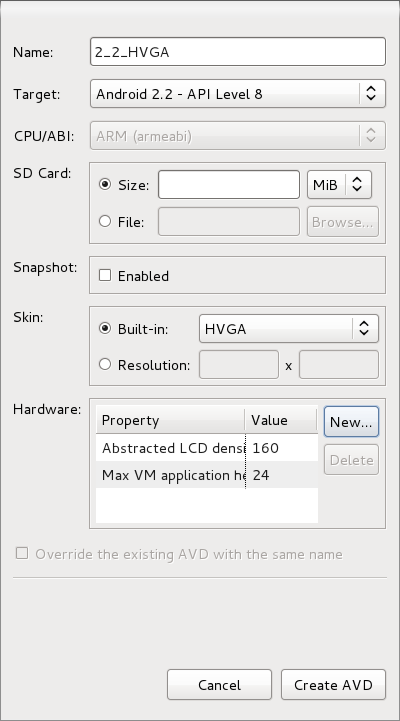 Name: 2_2_HVGA
Target: Android 2.2 - API Level 8
CPU/ABI: ARM (armeabi)
SD Card:
Size: MiB
File: Browse...
Snapshot:
Enabled
Skin:
Built-in: HVGA
Resolution: x
Hardware:
Property Value New...
Abstracted LCD densi 160
Delete
Max VM application he 24
Override the existing AVD with the same name
Cancel Create AVD